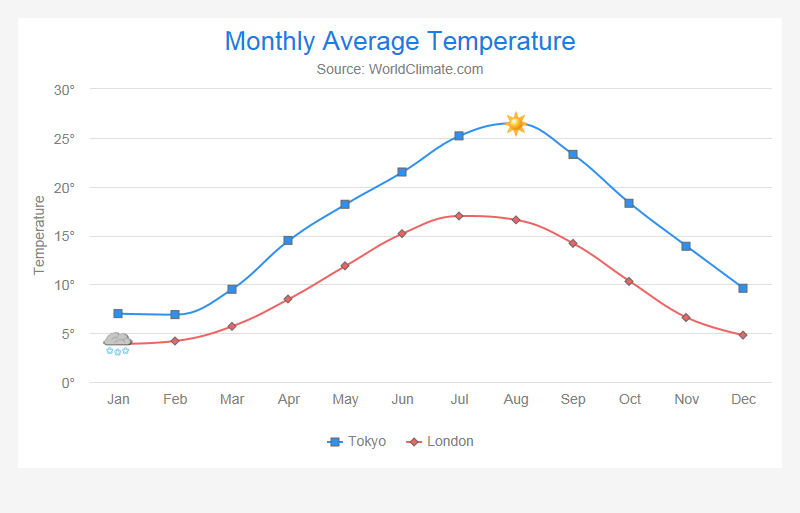 Monthly Average Temperature
Source: WorldClimate.com
30°
25°
20°
15°
10°
5°
0°
Temperature
Jan Feb Mar Apr May Jun Jul Aug Sep Oct Nov Dec
Tokyo London